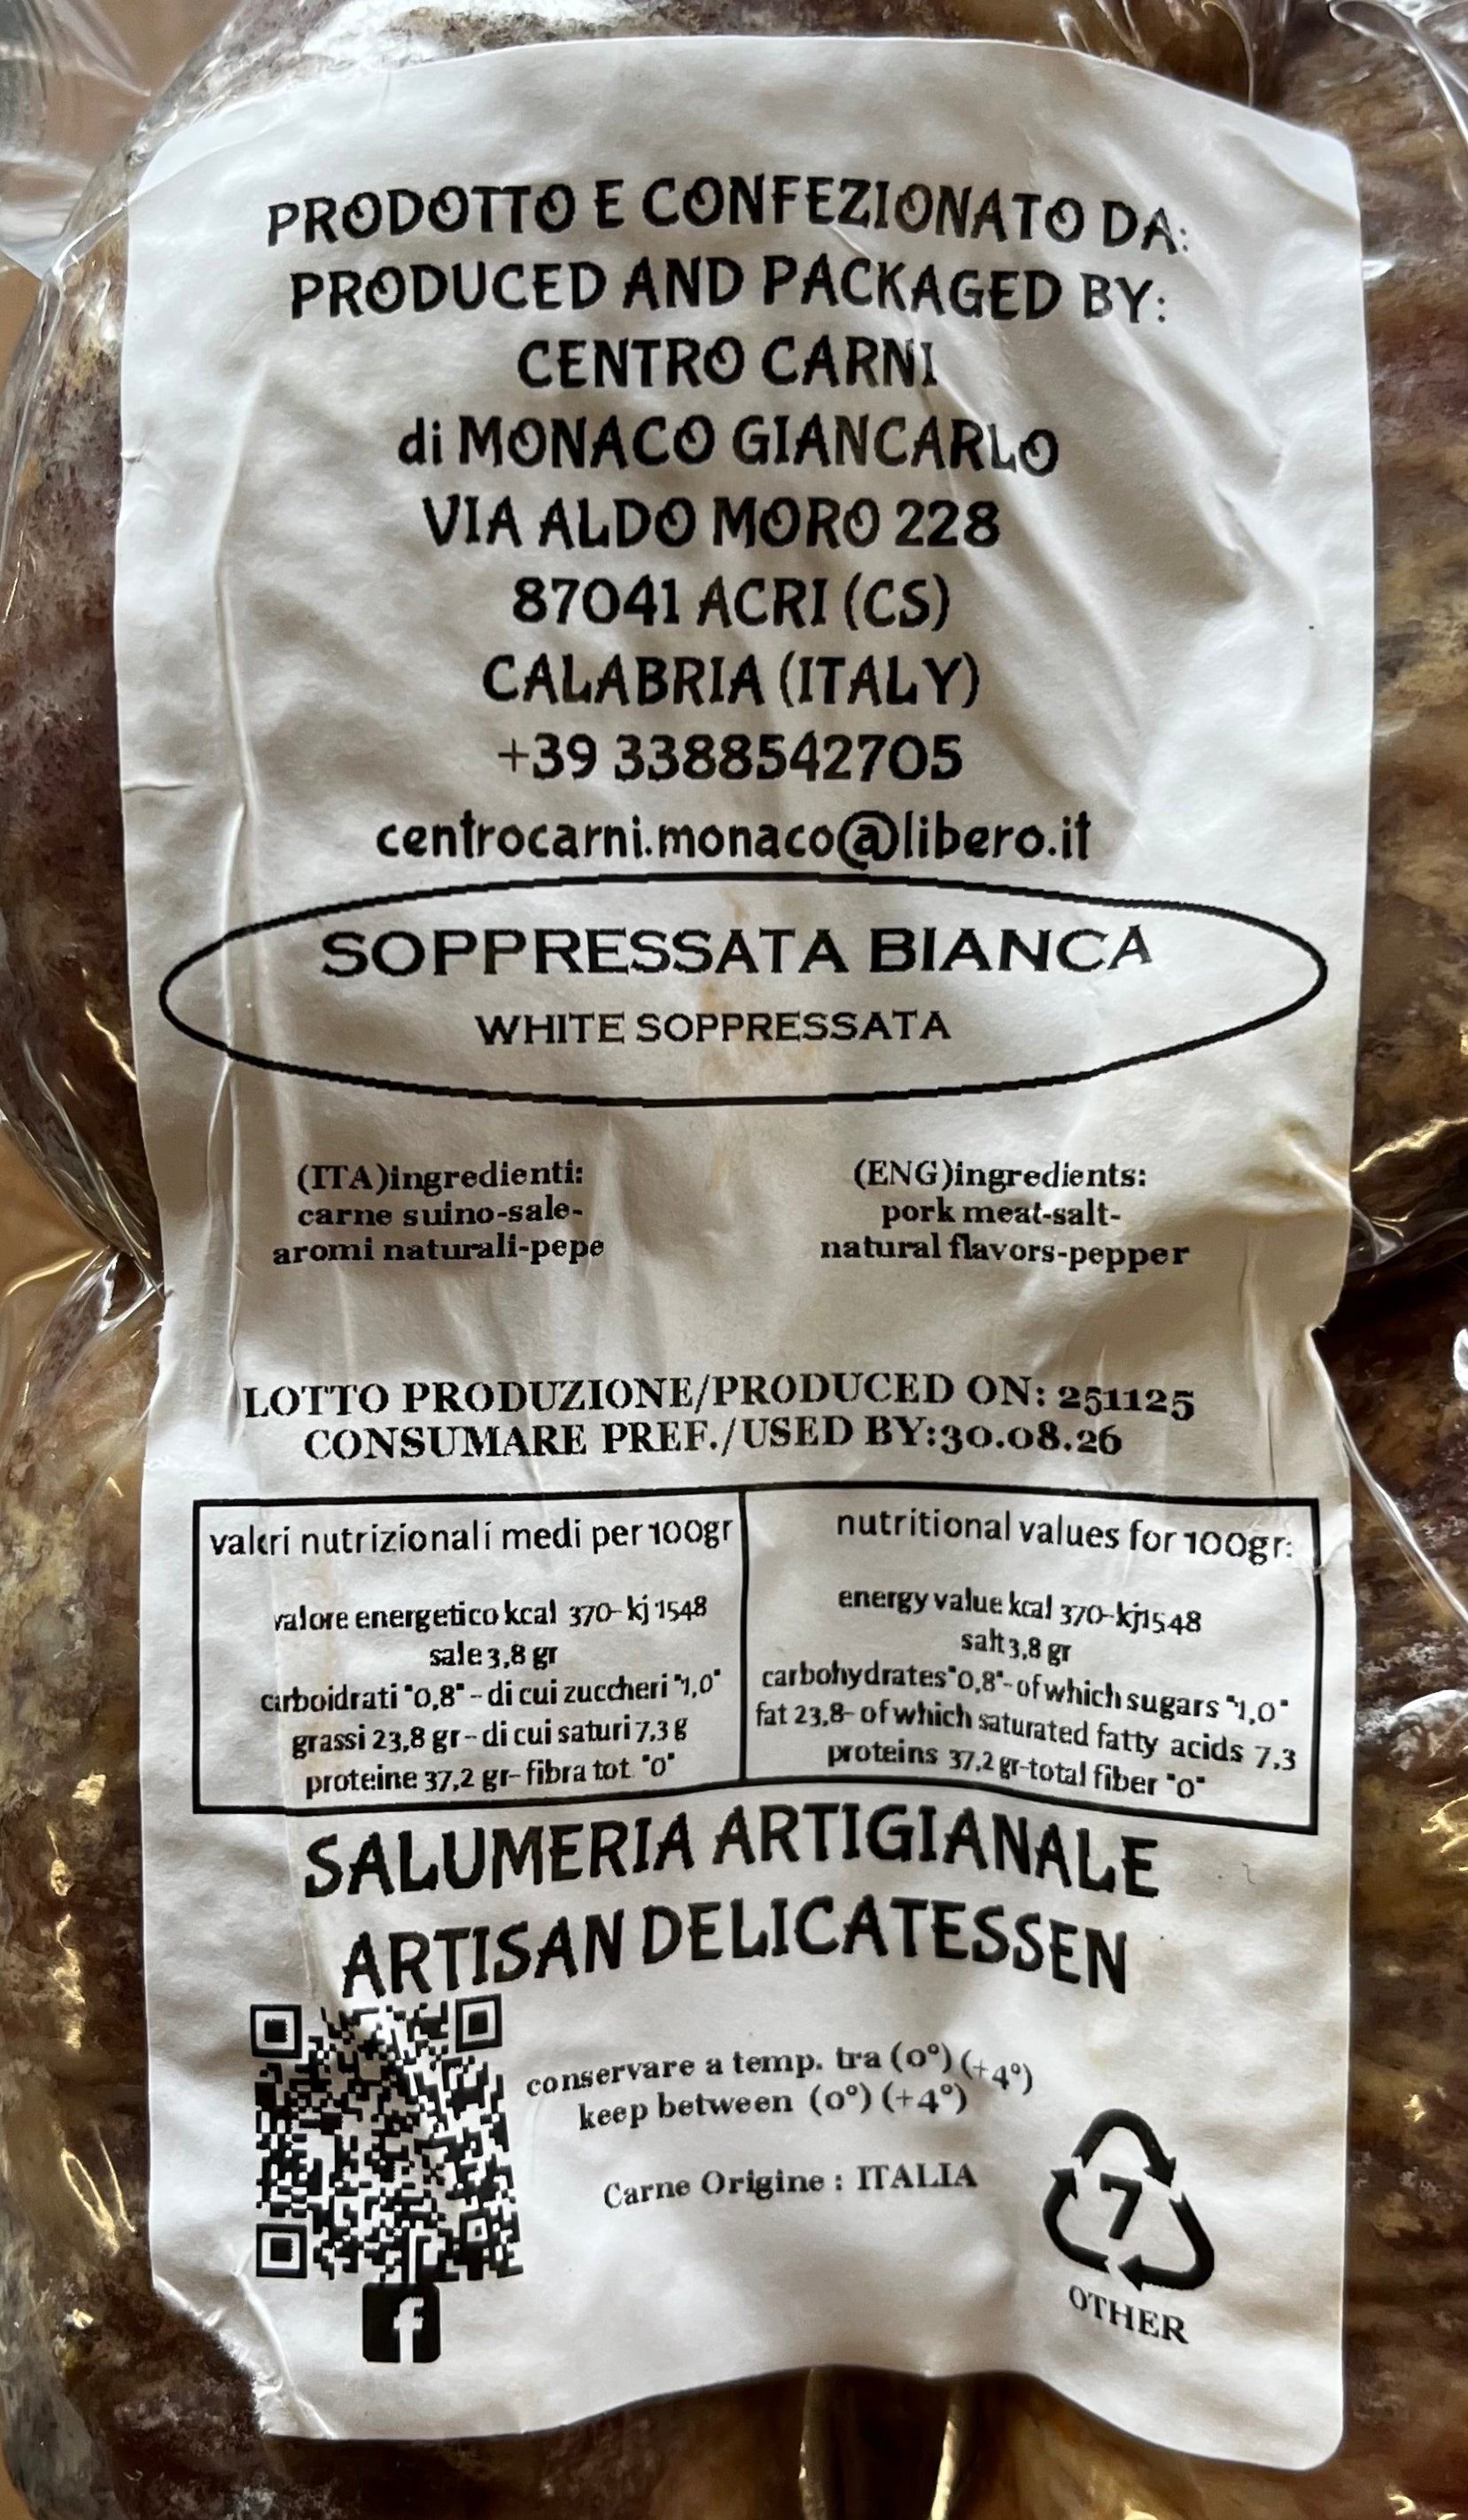 PRODOTTO E CONFEZIONATO DA:
PRODUCED AND PACKAGED BY:
CENTRO CARNI
di MONACO GIANCARLO
VIA ALDO MORO 228
87041 ACRI (CS)
CALABRIA (ITALY)
+39 3388542705
centrocarni.monaco@libero.it
SOPPRESSATA BIANCA
WHITE SOPPRESSATA
(ITA)ingredienti:
carne suino-sale-
aromi naturali-pepe
(ENG)ingredients:
pork meat-salt-
natural flavors-pepper
LOTTO PRODUZIONE/PRODUCED ON: 251125
CONSUMARE PREF./USED BY:30.08.26
valori nutrizionali medi per 100gr
valore energetico kcal 370-kj 1548
sale 3,8 gr
carboidrati "0,8" - di cui zuccheri "1,0"
grassi 23,8 gr - di cui saturi 7,3 g
proteine 37,2 gr- fibra tot "0"
nutritional values for 100gr:
energy value kcal 370-kj1548
salt 3,8 gr
carbohydrates "0,8"- of which sugars "1,0"
fat 23,8- of which saturated fatty acids 7,3
proteins 37,2 gr-total fiber "0"
SALUMERIA ARTIGIANALE
ARTISAN DELICATESSEN
conservare a temp. tra (0°) (+4°)
keep between (0°) (+4°)
Carne Origine : ITALIA
7
OTHER
f